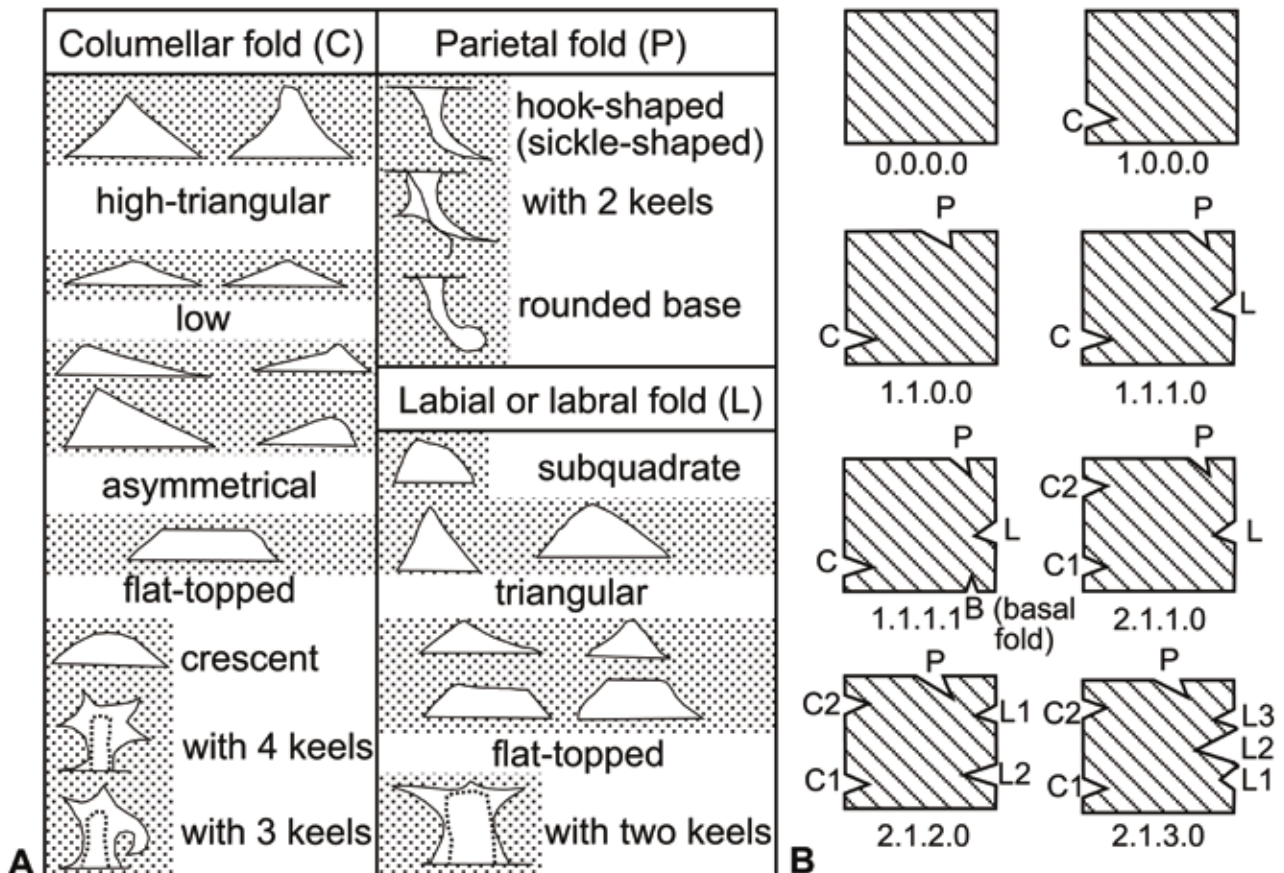 Columellar fold (C)
high-triangular
low
asymmetrical
flat-topped
crescent
with 4 keels
with 3 keels
Parietal fold (P)
hook-shaped
(sickle-shaped)
with 2 keels
rounded base
Labial or labral fold (L)
subquadrate
triangular
flat-topped
with two keels
A
0.0.0.0
C
1.0.0.0
P
C
1.1.0.0
P
L
C
1.1.1.0
P
L
C
B (basal
fold)
1.1.1.1
P
C2
L
C1
2.1.1.0
P
C2
L1
C1
L2
2.1.2.0
P
C2
L3
L2
C1
L1
2.1.3.0
B